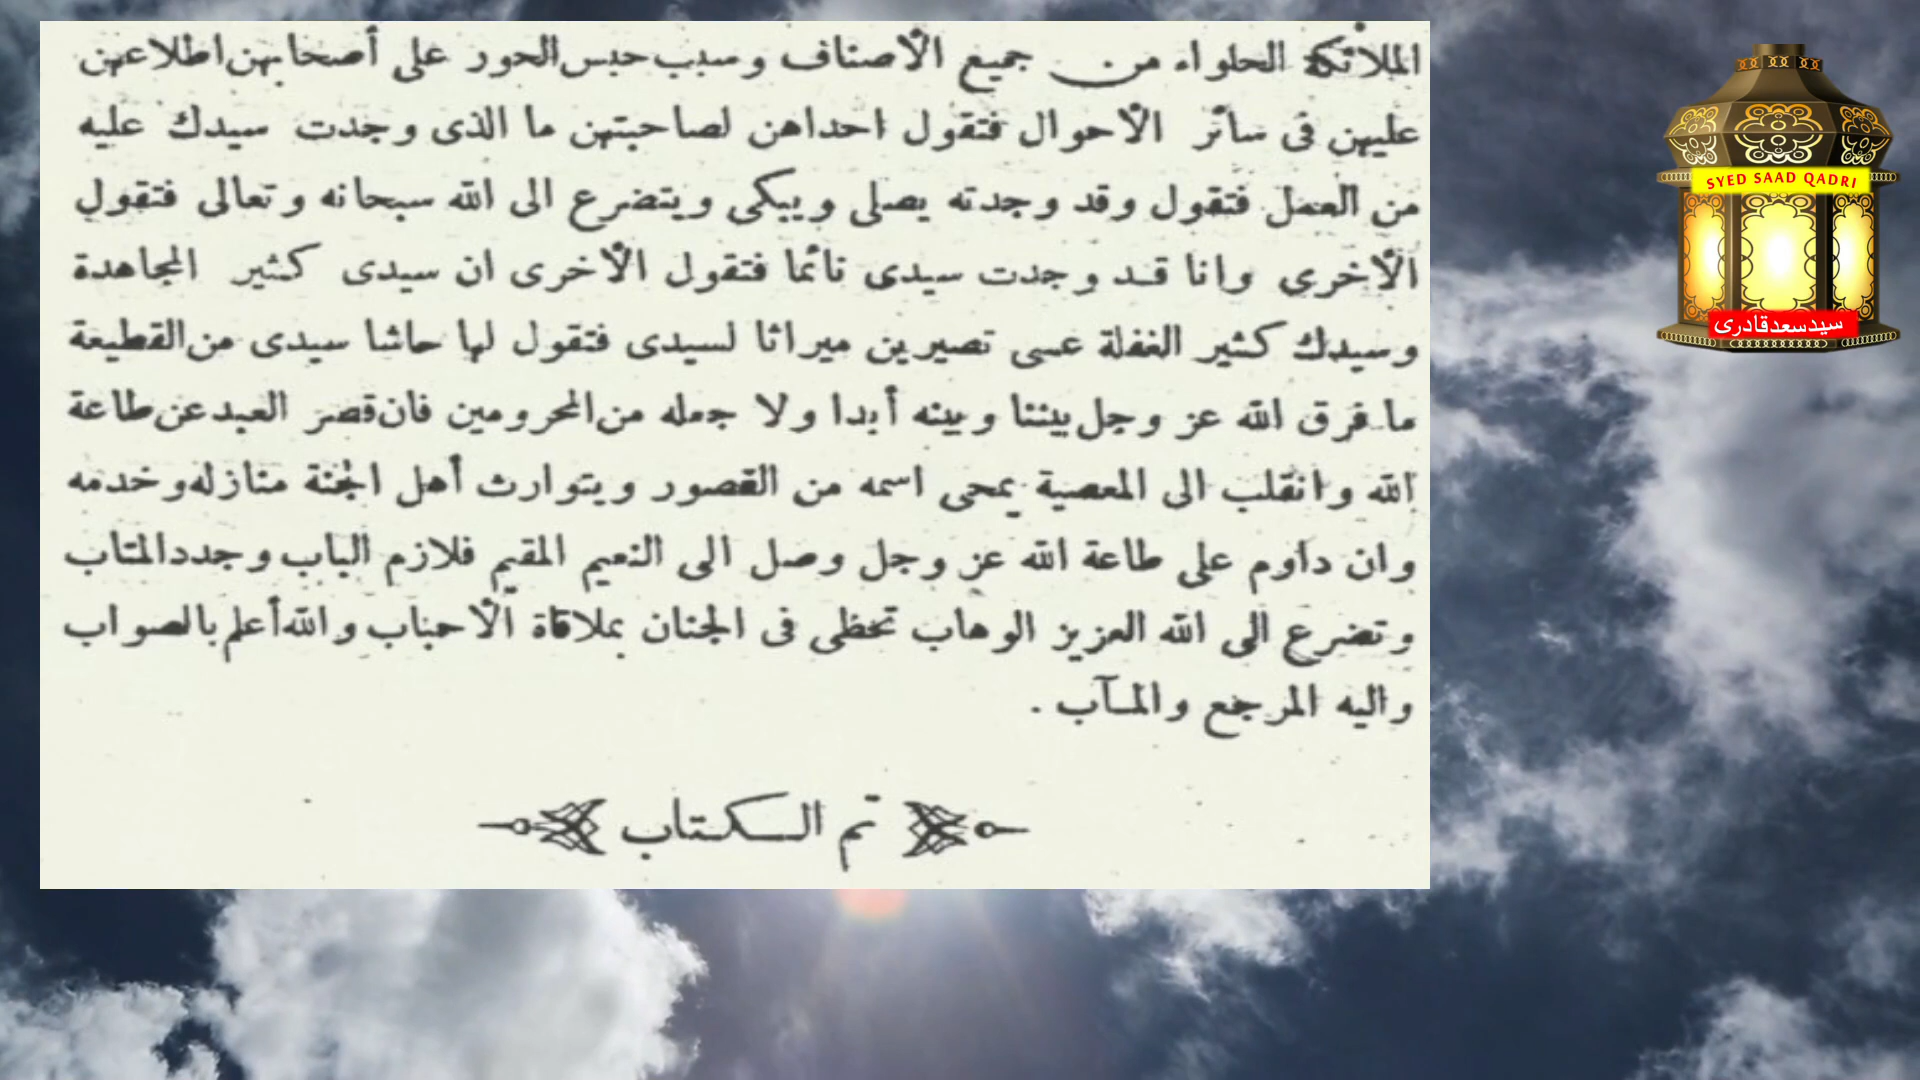 الملائكة الحلواء من جميع الأصناف وسبب حبس الحور على أصحابهن اطلاعهن
عليهن فى سائر الأحوال فتقول احداهن لصاحبتهن ما الذى وجدت سيدك عليه
من العمل فتقول وقد وجدته يصلى ويبكى ويتضرع الى الله سبحانه وتعالى فتقول
الأخرى وانا قد وجدت سيدى نائما فتقول الأخرى ان سيدى كثير المجاهدة
وسيدك كثير الغفلة عسى تصيرين ميراثا لسيدى فتقول لها حاشا سيدى من القطيعة
ما فرق الله عز وجل بيننا وبينه أبدا ولا جعله من المحرومين فان قصر العبد عن طاعة
الله وانقلب الى المعصية يمحى اسمه من القصور ويتوارث أهل الجنة منازله وخدمه
وان داوم على طاعة الله عز وجل وصل الى النعيم المقيم فلازم الباب وجدد المتاب
وتضرع الى الله العزيز الوهاب تحظى فى الجنان بملاقاة الأحباب والله أعلم بالصواب
واليه المرجع والمآب .
تم الكتاب
SYED SAAD QADRI
سیدسعدقادری